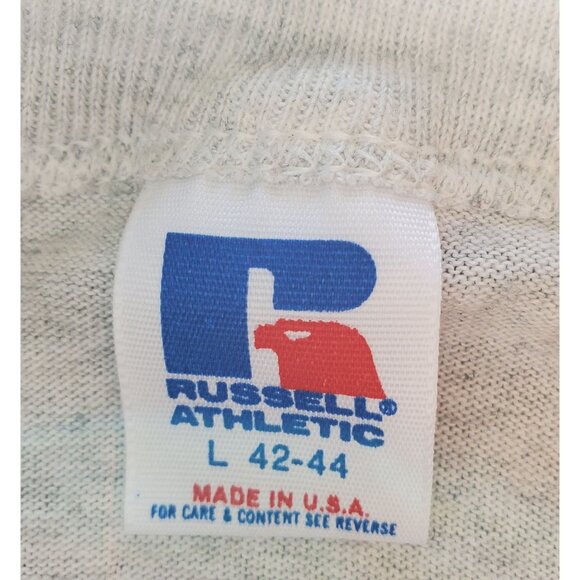 RUSSELL®
ATHLETIC
L 42-44
MADE IN U.S.A.
FOR CARE & CONTENT SEE REVERSE